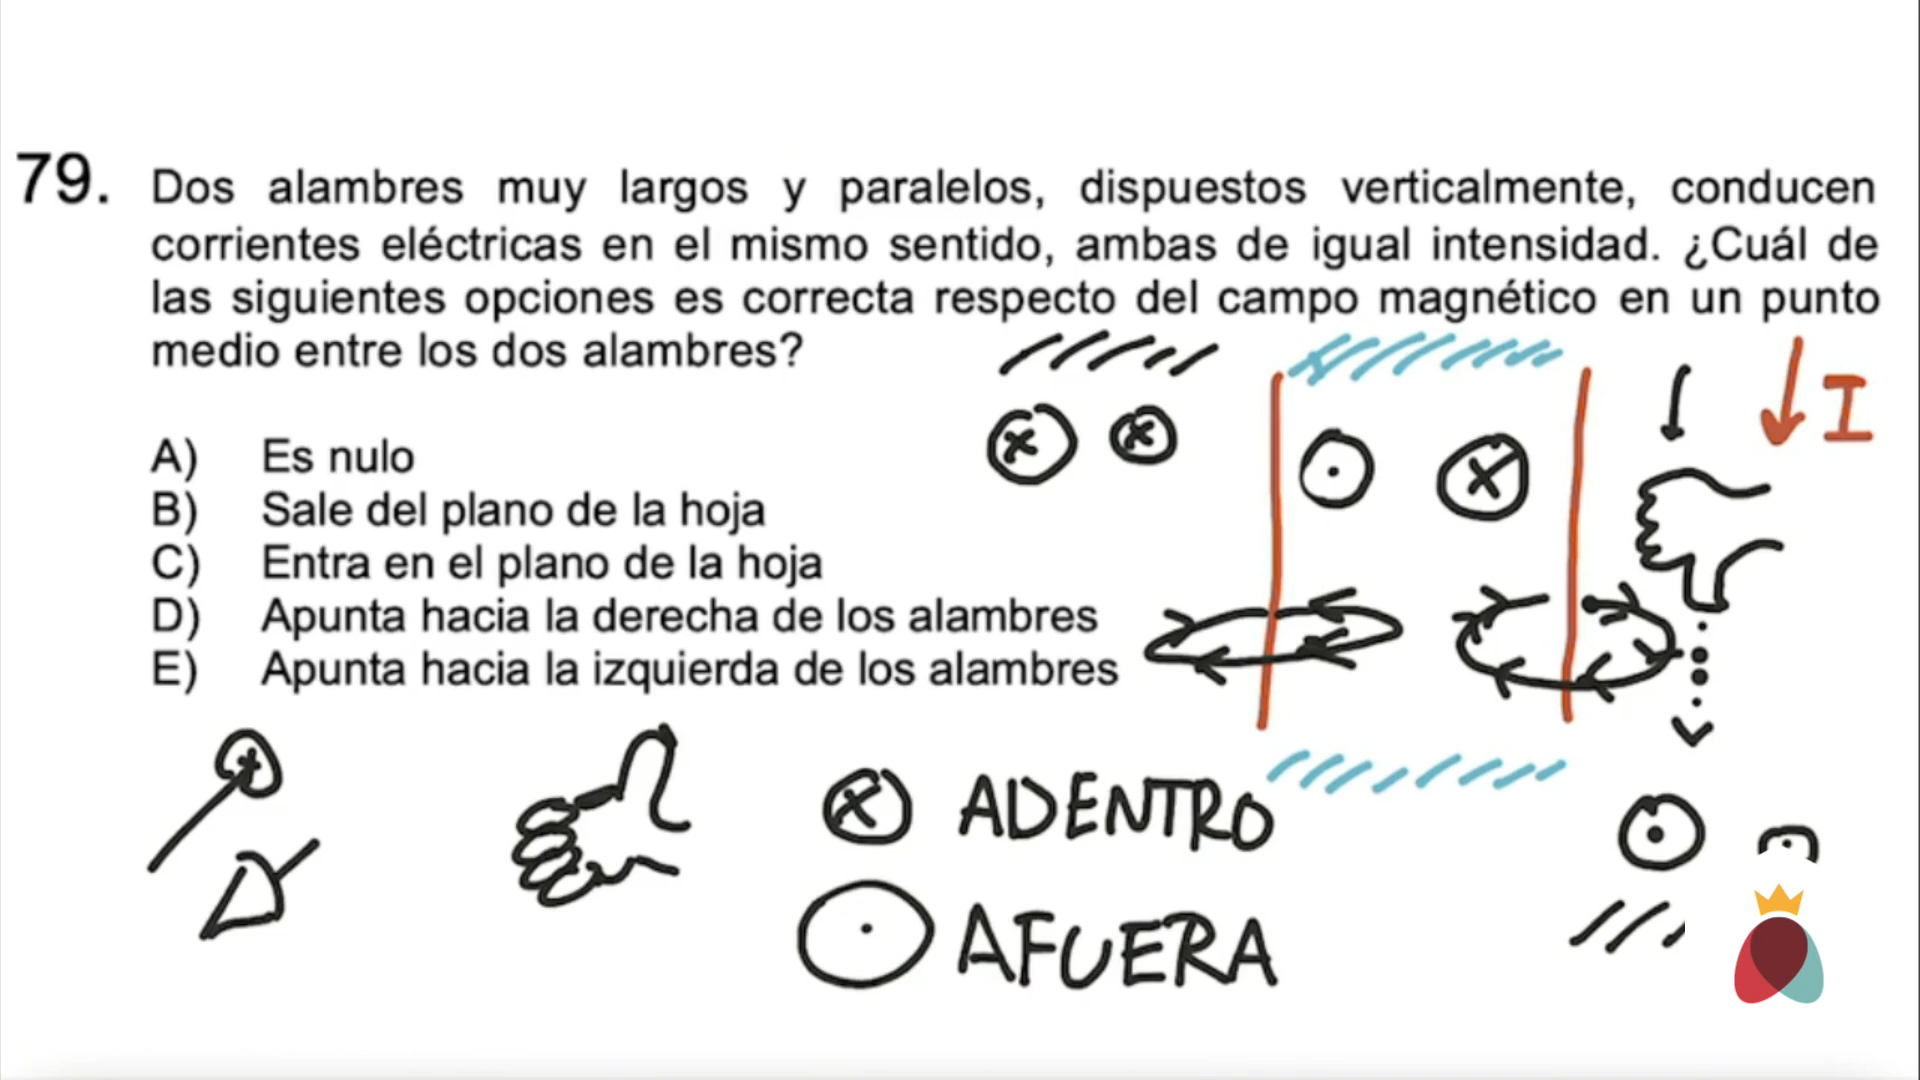 79. Dos alambres muy largos y paralelos, dispuestos verticalmente, conducen
corrientes eléctricas en el mismo sentido, ambas de igual intensidad. ¿Cuál de
las siguientes opciones es correcta respecto del campo magnético en un punto
medio entre los dos alambres?
I
A) Es nulo
B) Sale del plano de la hoja
C) Entra en el plano de la hoja
D) Apunta hacia la derecha de los alambres
E) Apunta hacia la izquierda de los alambres
ADENTRO
AFUERA